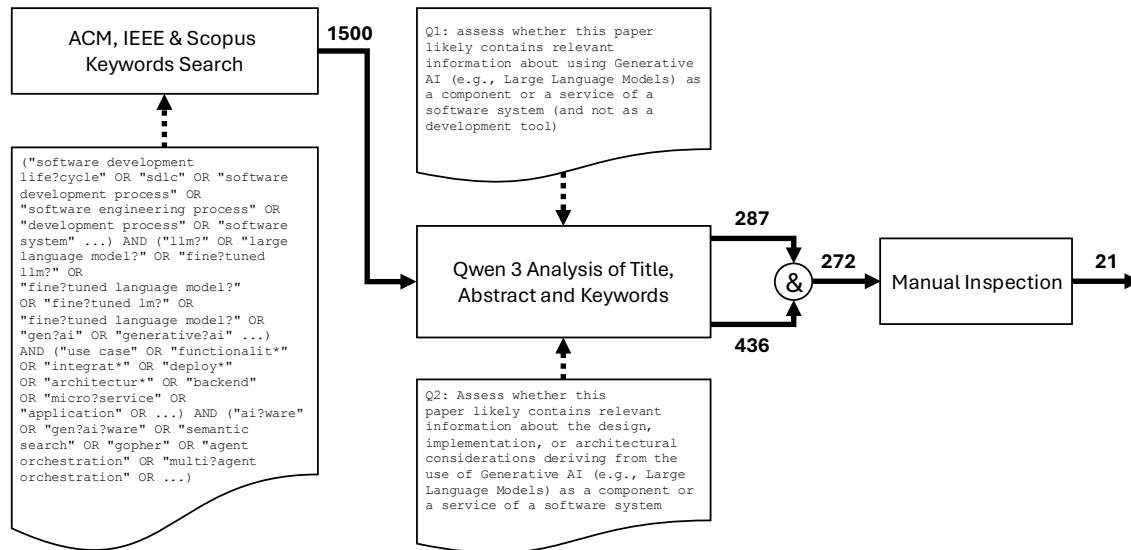 ACM, IEEE & Scopus
Keywords Search
1500
("software development
life?cycle" OR "sdlc" OR "software
development process" OR
"software engineering process" OR
"development process" OR "software
system" ...) AND ("llm?" OR "large
language model?" OR "fine?tuned
llm?" OR
"fine?tuned language model?"
OR "fine?tuned lm?" OR
"fine?tuned language model?" OR
"gen?ai" OR "generative?ai" ...)
AND ("use case" OR "functionalit*"
OR "integrat*" OR "deploy*"
OR "architectur*" OR "backend"
OR "micro?service" OR
"application" OR ...) AND ("ai?ware"
OR "gen?ai?ware" OR "semantic
search" OR "gopher" OR "agent
orchestration" OR "multi?agent
orchestration" OR ...)
Q1: assess whether this paper
likely contains relevant
information about using Generative
AI (e.g., Large Language Models) as
a component or a service of a
software system (and not as a
development tool)
Qwen 3 Analysis of Title,
Abstract and Keywords
Q2: Assess whether this
paper likely contains relevant
information about the design,
implementation, or architectural
considerations deriving from the
use of Generative AI (e.g., Large
Language Models) as a component or
a service of a software system
287
436
&
272
Manual Inspection
21